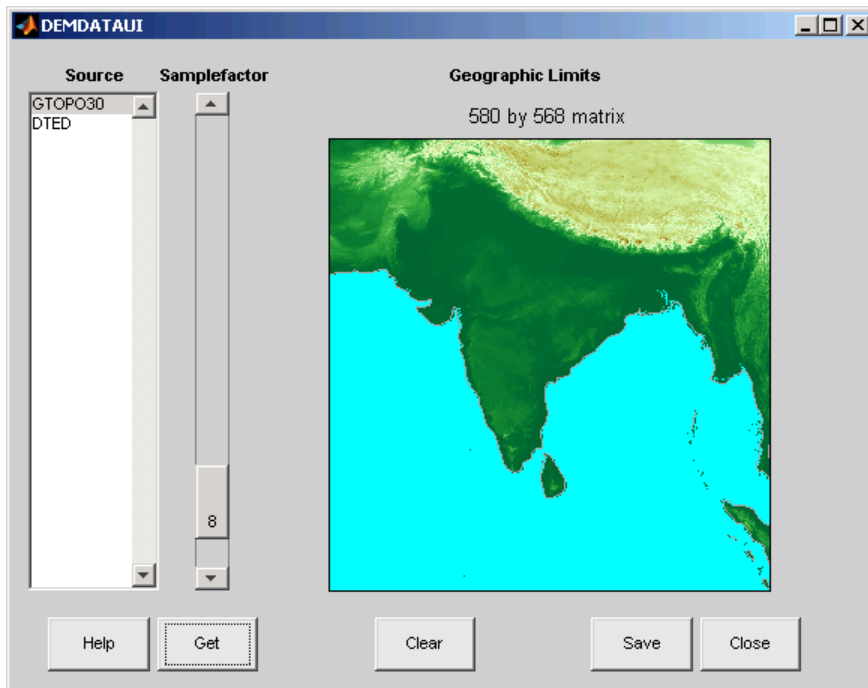 DEMDATAUI
Source
Samplefactor
Geographic Limits
GTOPO30
DTED
580 by 568 matrix
8
Help
Get
Clear
Save
Close